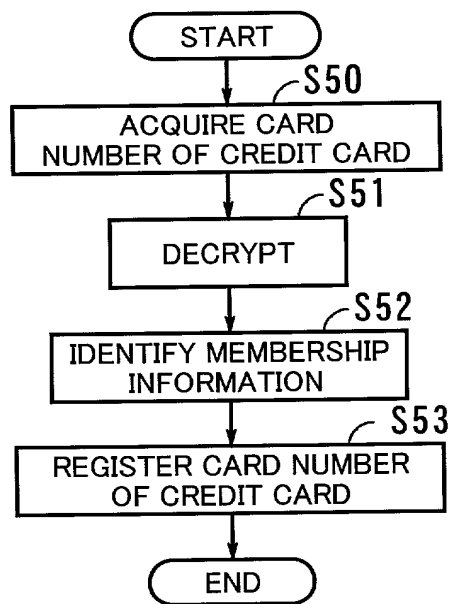 START
S50
ACQUIRE CARD
NUMBER OF CREDIT CARD
S51
DECRYPT
S52
IDENTIFY MEMBERSHIP
INFORMATION
S53
REGISTER CARD NUMBER
OF CREDIT CARD
END